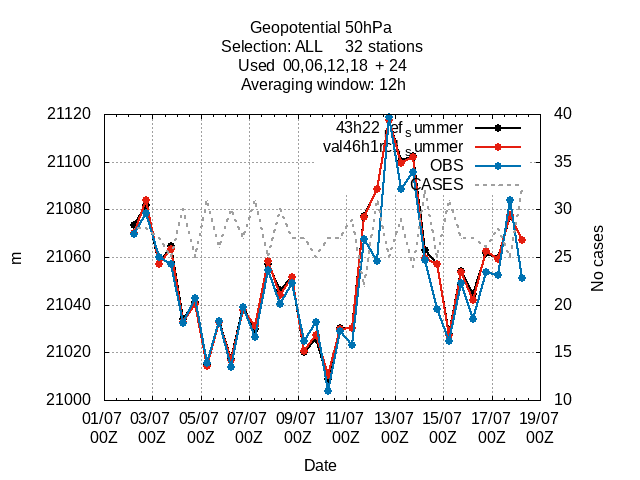 Geopotential 50hPa
Selection: ALL 32 stations
Used 00,06,12,18 + 24
Averaging window: 12h
21120
21100
21080
21060
21040
21020
21000
m
40
35
30
25
20
15
10
No cases
43h22 ef_summer
OBS
CASES
01/07 00Z
03/07 00Z
05/07 00Z
07/07 00Z
09/07 00Z
11/07 00Z
13/07 00Z
15/07 00Z
17/07 00Z
19/07 00Z
Date